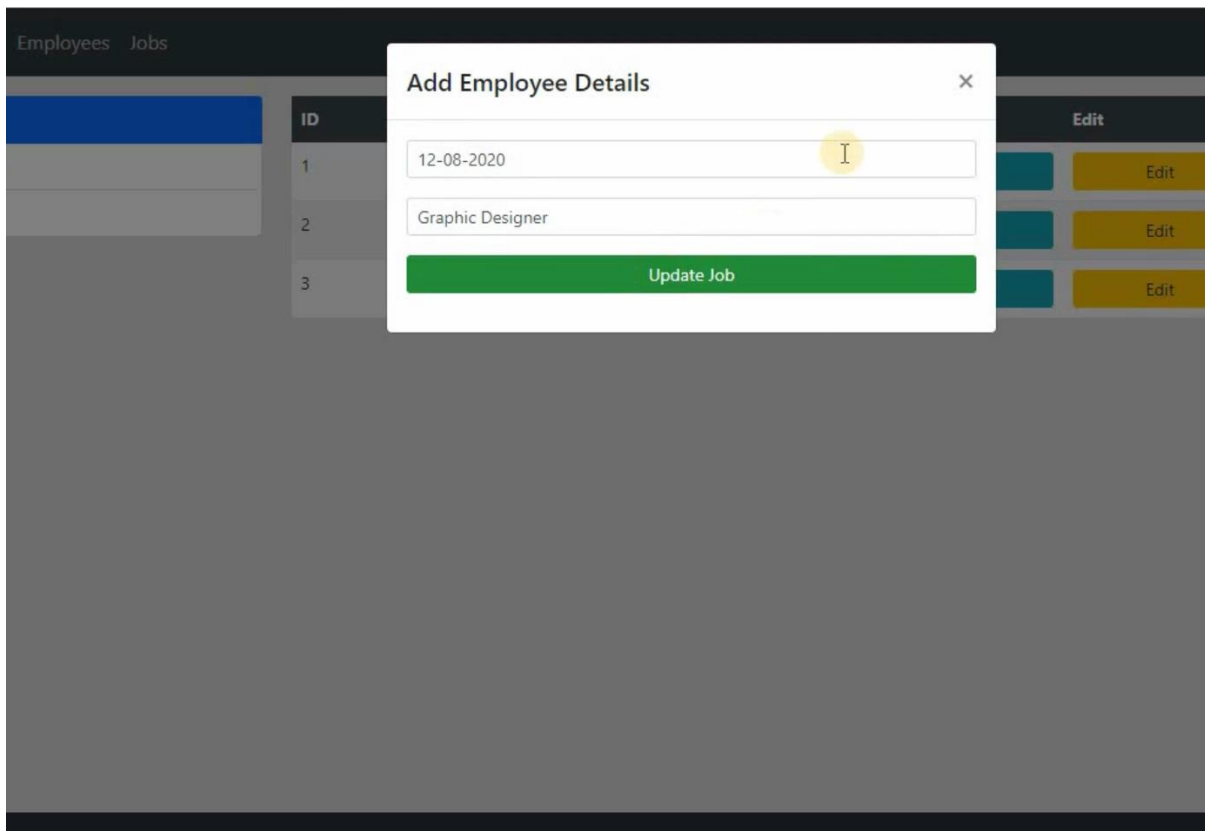 Employees Jobs
Add Employee Details ×
ID Edit
12-08-2020
1 Edit
Graphic Designer
2 Edit
Update Job
3 Edit